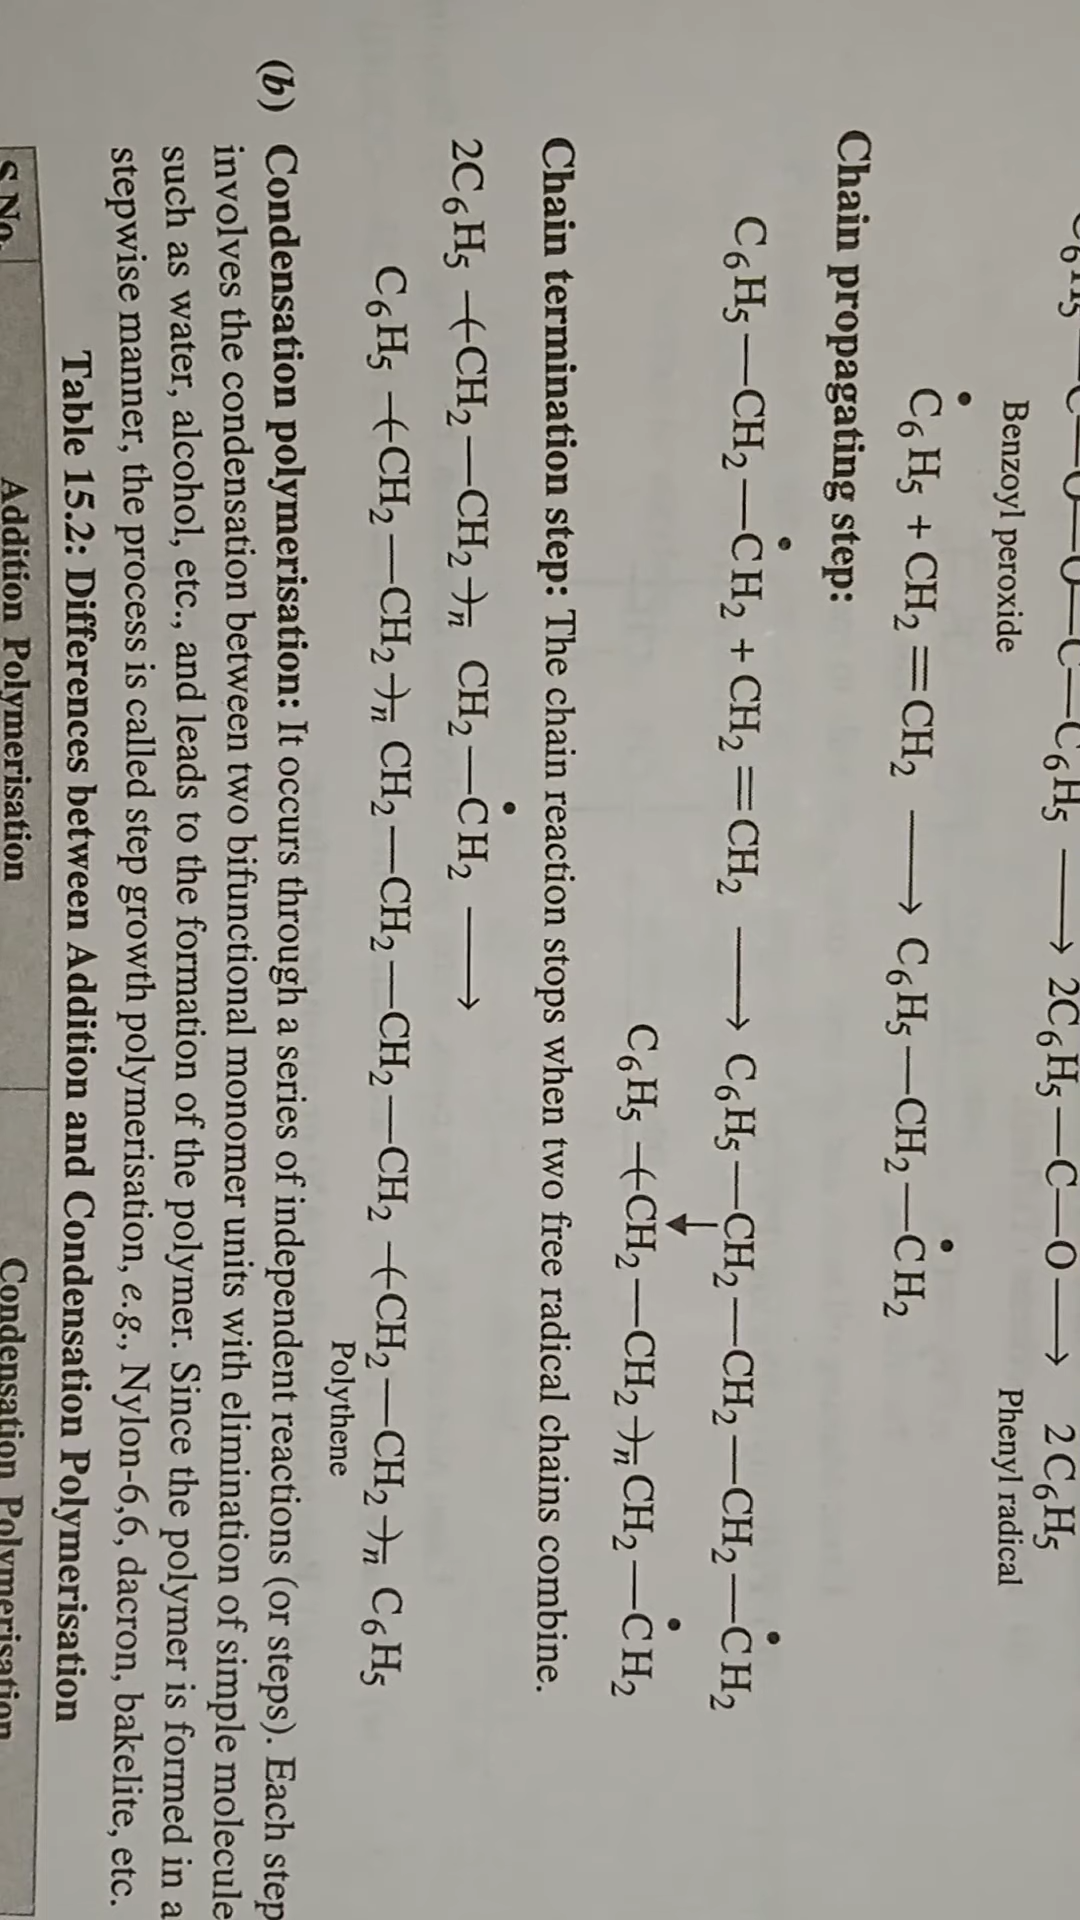 C—O—O—C—C₆H₅ ⟶ 2C₆H₅—C—O ⟶ 2C₆H₅
Benzoyl peroxide Phenyl radical
Ċ₆H₅ + CH₂=CH₂ ⟶ C₆H₅—CH₂—ĊH₂
Chain propagating step:
C₆H₅—CH₂—ĊH₂ + CH₂=CH₂ ⟶ C₆H₅—CH₂—CH₂—CH₂—ĊH₂
↓
C₆H₅ —(CH₂—CH₂)—ₙ CH₂—ĊH₂
Chain termination step: The chain reaction stops when two free radical chains combine.
2C₆H₅ —(CH₂—CH₂)—ₙ CH₂—ĊH₂ ⟶
C₆H₅ —(CH₂—CH₂)—ₙ CH₂—CH₂—CH₂—CH₂ —(CH₂—CH₂)—ₙ C₆H₅
Polythene
(b) Condensation polymerisation: It occurs through a series of independent reactions (or steps). Each step
involves the condensation between two bifunctional monomer units with elimination of simple molecule
such as water, alcohol, etc., and leads to the formation of the polymer. Since the polymer is formed in a
stepwise manner, the process is called step growth polymerisation, e.g., Nylon-6,6, dacron, bakelite, etc.
Table 15.2: Differences between Addition and Condensation Polymerisation
S.No. Addition Polymerisation Condensation Polymerisation